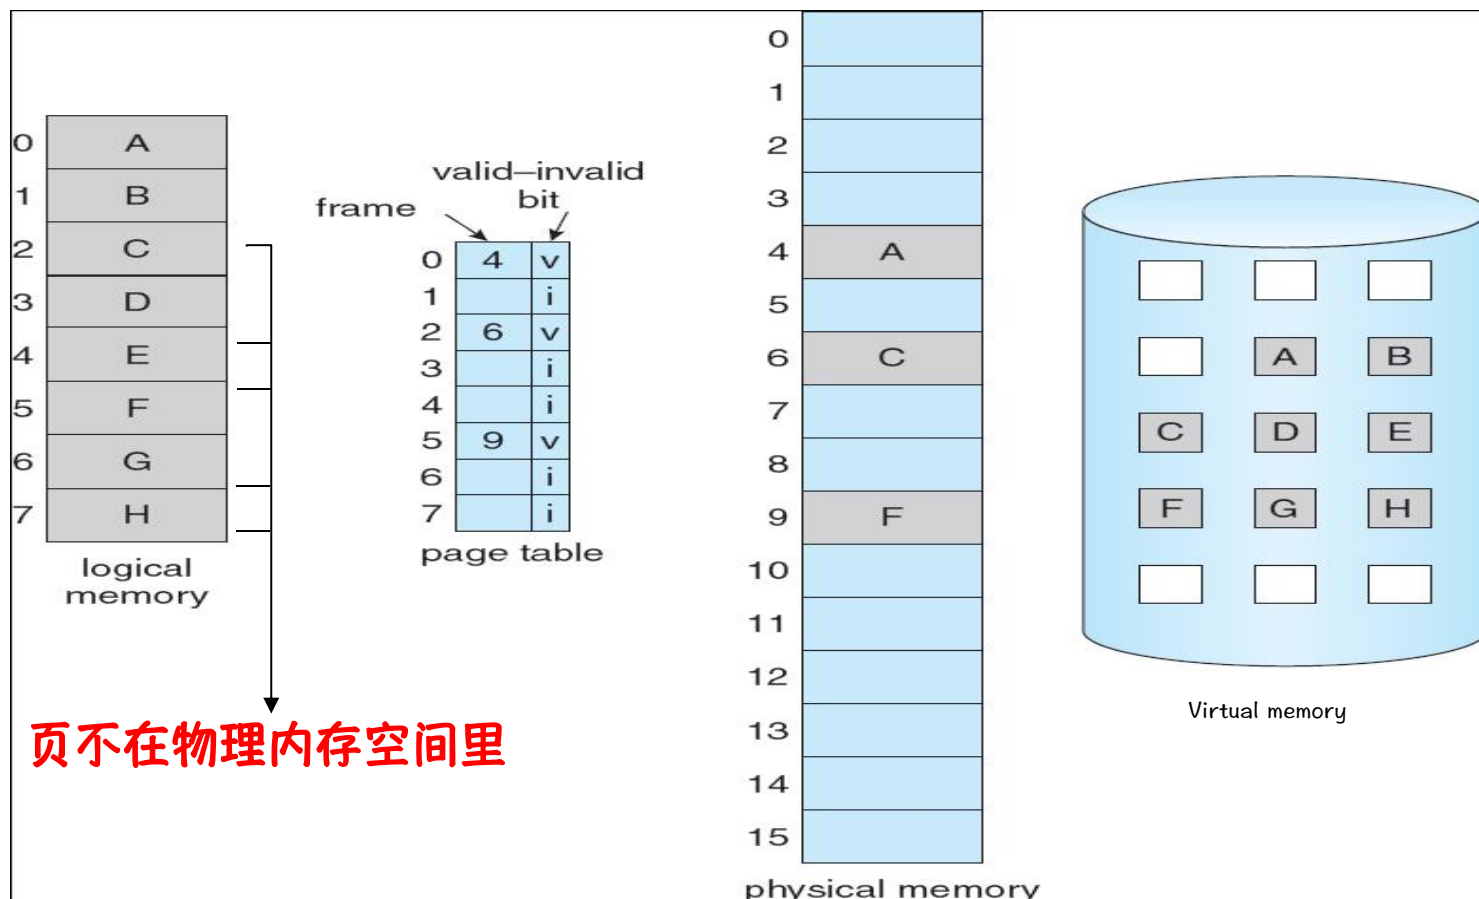 0 A
1 B
2 C
3 D
4 E
5 F
6 G
7 H
logical
memory
页不在物理内存空间里
valid–invalid
bit
frame
0 4 v
1 i
2 6 v
3 i
4 i
5 9 v
6 i
7 i
page table
0
1
2
3
4 A
5
6 C
7
8
9 F
10
11
12
13
14
15
physical memory
A B
C D E
F G H
Virtual memory